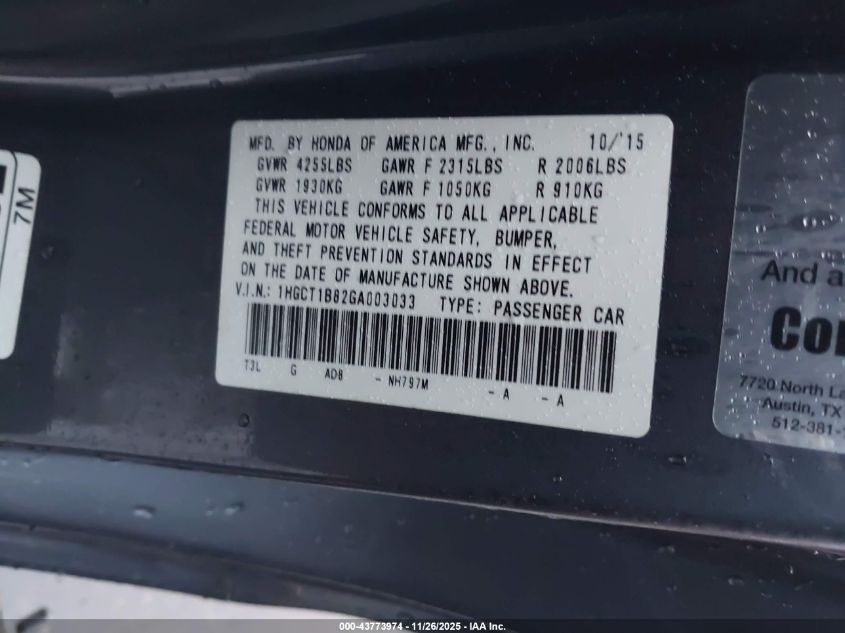 MFD. BY HONDA OF AMERICA MFG., INC. 10/'15
GVWR 4255LBS GAWR F 2315LBS R 2006LBS
GVWR 1930KG GAWR F 1050KG R 910KG
THIS VEHICLE CONFORMS TO ALL APPLICABLE
FEDERAL MOTOR VEHICLE SAFETY, BUMPER,
AND THEFT PREVENTION STANDARDS IN EFFECT
ON THE DATE OF MANUFACTURE SHOWN ABOVE.
V.I.N.: 1HGCT1B82GA003033 TYPE: PASSENGER CAR
T3L G AD8 - NH797M - A - A
7M
And a
7720 North La
Austin, TX
512-381-
000-43773974 - 11/26/2025 - IAA Inc.